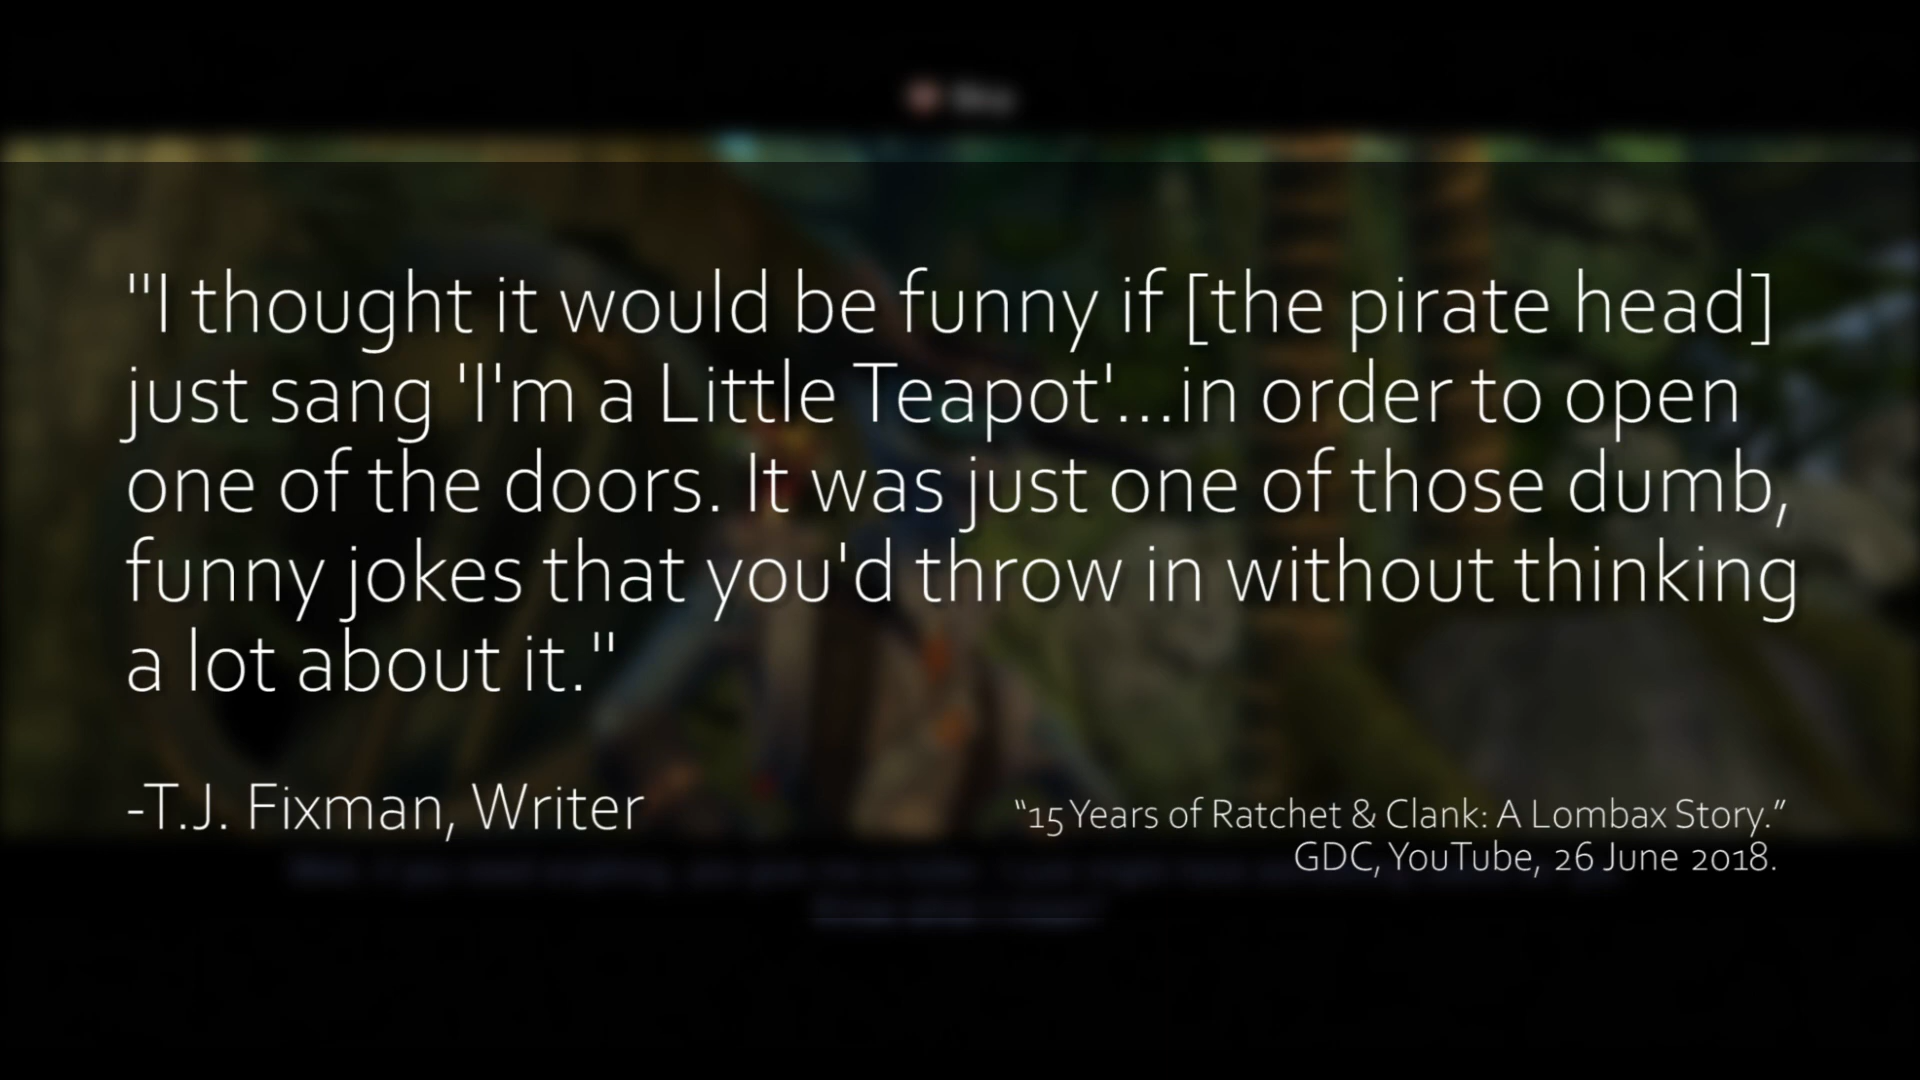 "I thought it would be funny if [the pirate head]
just sang 'I'm a Little Teapot'...in order to open
one of the doors. It was just one of those dumb,
funny jokes that you'd throw in without thinking
a lot about it."
-T.J. Fixman, Writer
“15 Years of Ratchet & Clank: A Lombax Story.”
GDC, YouTube, 26 June 2018.